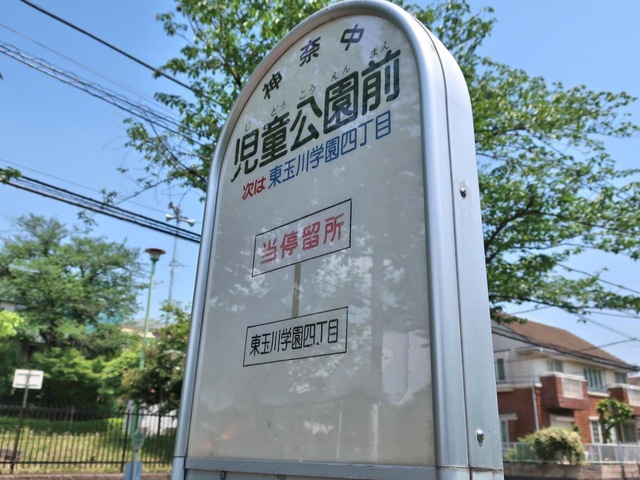 神奈中
じどうこうえんまえ
児童公園前
次は東玉川学園四丁目
当停留所
東玉川学園四丁目